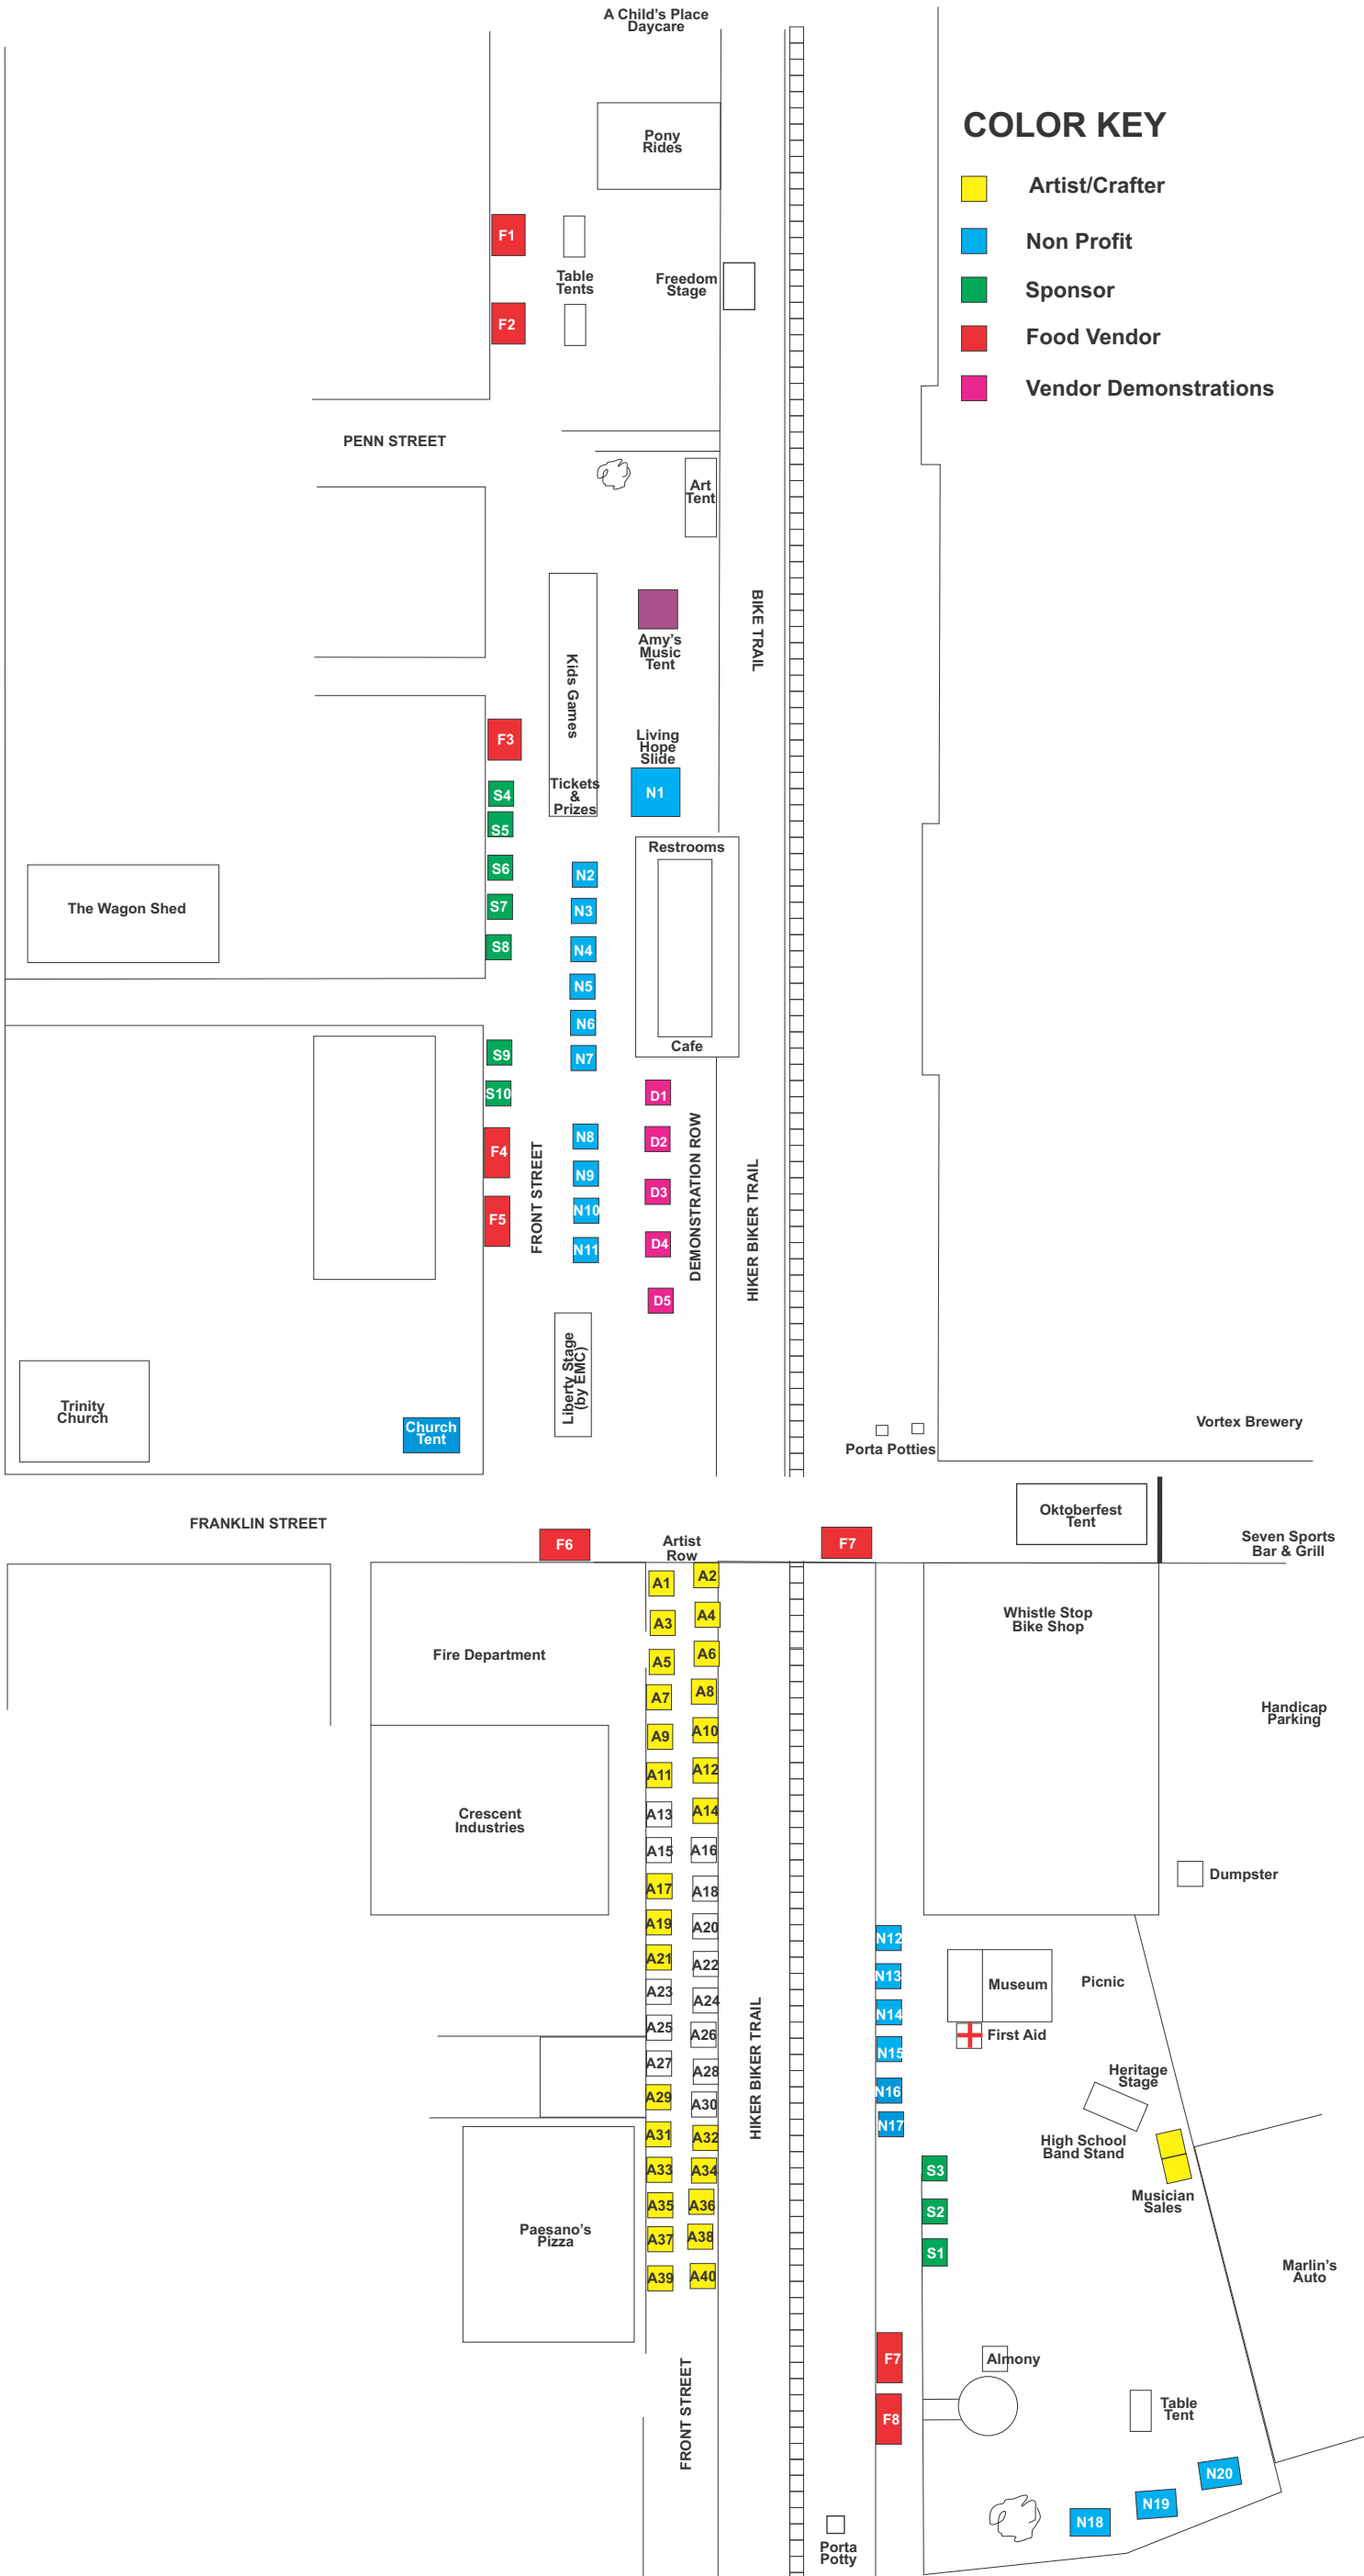 A Child's Place
Daycare
COLOR KEY
Pony
Rides
Artist/Crafter
Non Profit
Sponsor
Food Vendor
Vendor Demonstrations
F1
Table
Tents
Freedom
Stage
F2
PENN STREET
Art
Tent
BIKE TRAIL
Amy's
Music
Tent
Kids Games
F3
Living
Hope
Slide
Tickets
&
Prizes
N1
S4
S5
Restrooms
S6
N2
The Wagon Shed
S7
N3
S8
N4
N5
N6
Cafe
S9
N7
S10
D1
N8
D2
F4
FRONT STREET
DEMONSTRATION ROW
HIKER BIKER TRAIL
N9
D3
F5
N10
N11
D4
D5
Liberty Stage
(by EMC)
Trinity
Church
Church
Tent
Porta Potties
Vortex Brewery
Oktoberfest
Tent
FRANKLIN STREET
F6
Artist
Row
F7
Seven Sports
Bar & Grill
A1
A2
A3
A4
Whistle Stop
Bike Shop
Fire Department
A5
A6
A7
A8
Handicap
Parking
A9
A10
A11
A12
Crescent
Industries
A13
A14
A15
A16
Dumpster
A17
A18
A19
A20
N12
A21
A22
N13
Museum
Picnic
A23
A24
N14
A25
A26
First Aid
HIKER BIKER TRAIL
A27
A28
N15
Heritage
Stage
A29
A30
N16
A31
A32
N17
High School
Band Stand
A33
A34
S3
Musician
Sales
A35
A36
S2
Paesano's
Pizza
A37
A38
S1
A39
A40
Marlin's
Auto
F7
Almony
FRONT STREET
F8
Table
Tent
N20
N19
N18
Porta
Potty